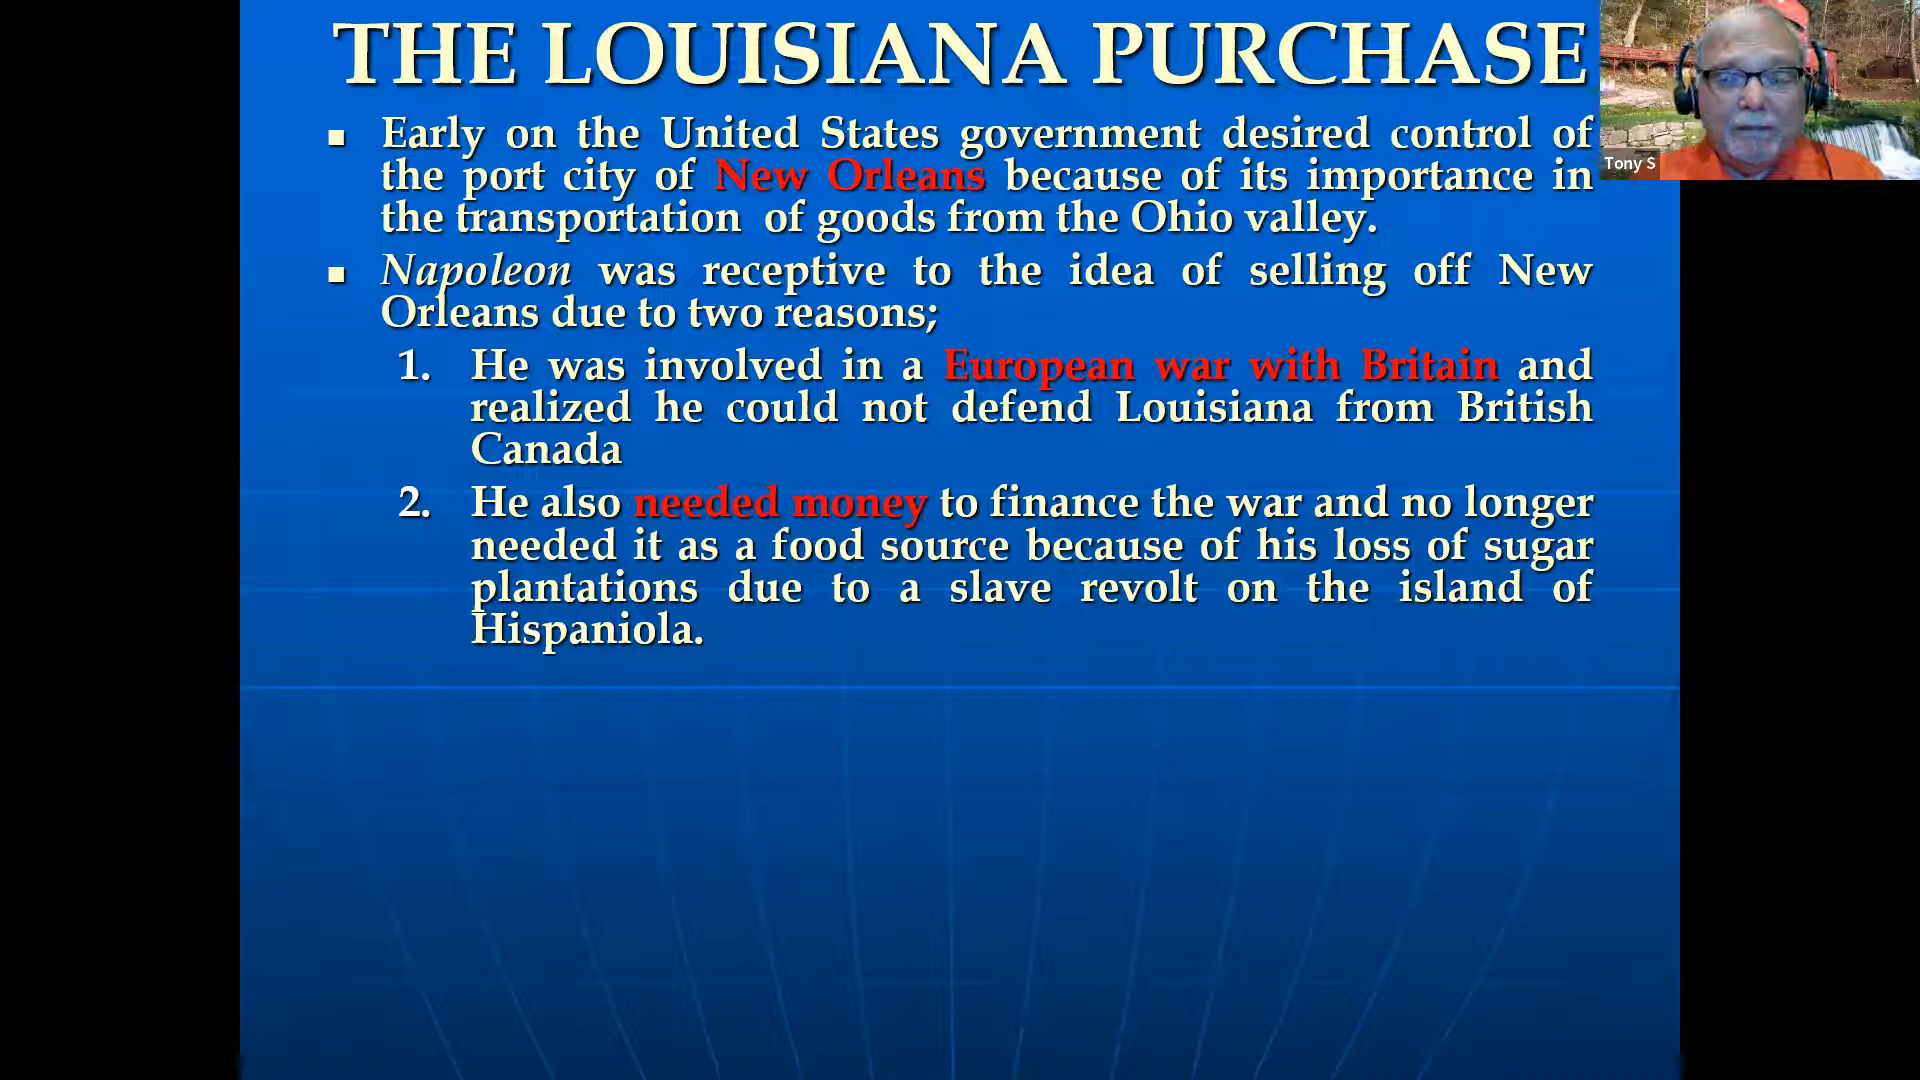 THE LOUISIANA PURCHASE
Early on the United States government desired control of
the port city of New Orleans because of its importance in
the transportation of goods from the Ohio valley.
Napoleon was receptive to the idea of selling off New
Orleans due to two reasons;
1. He was involved in a European war with Britain and
realized he could not defend Louisiana from British
Canada
2. He also needed money to finance the war and no longer
needed it as a food source because of his loss of sugar
plantations due to a slave revolt on the island of
Hispaniola.
Tony S